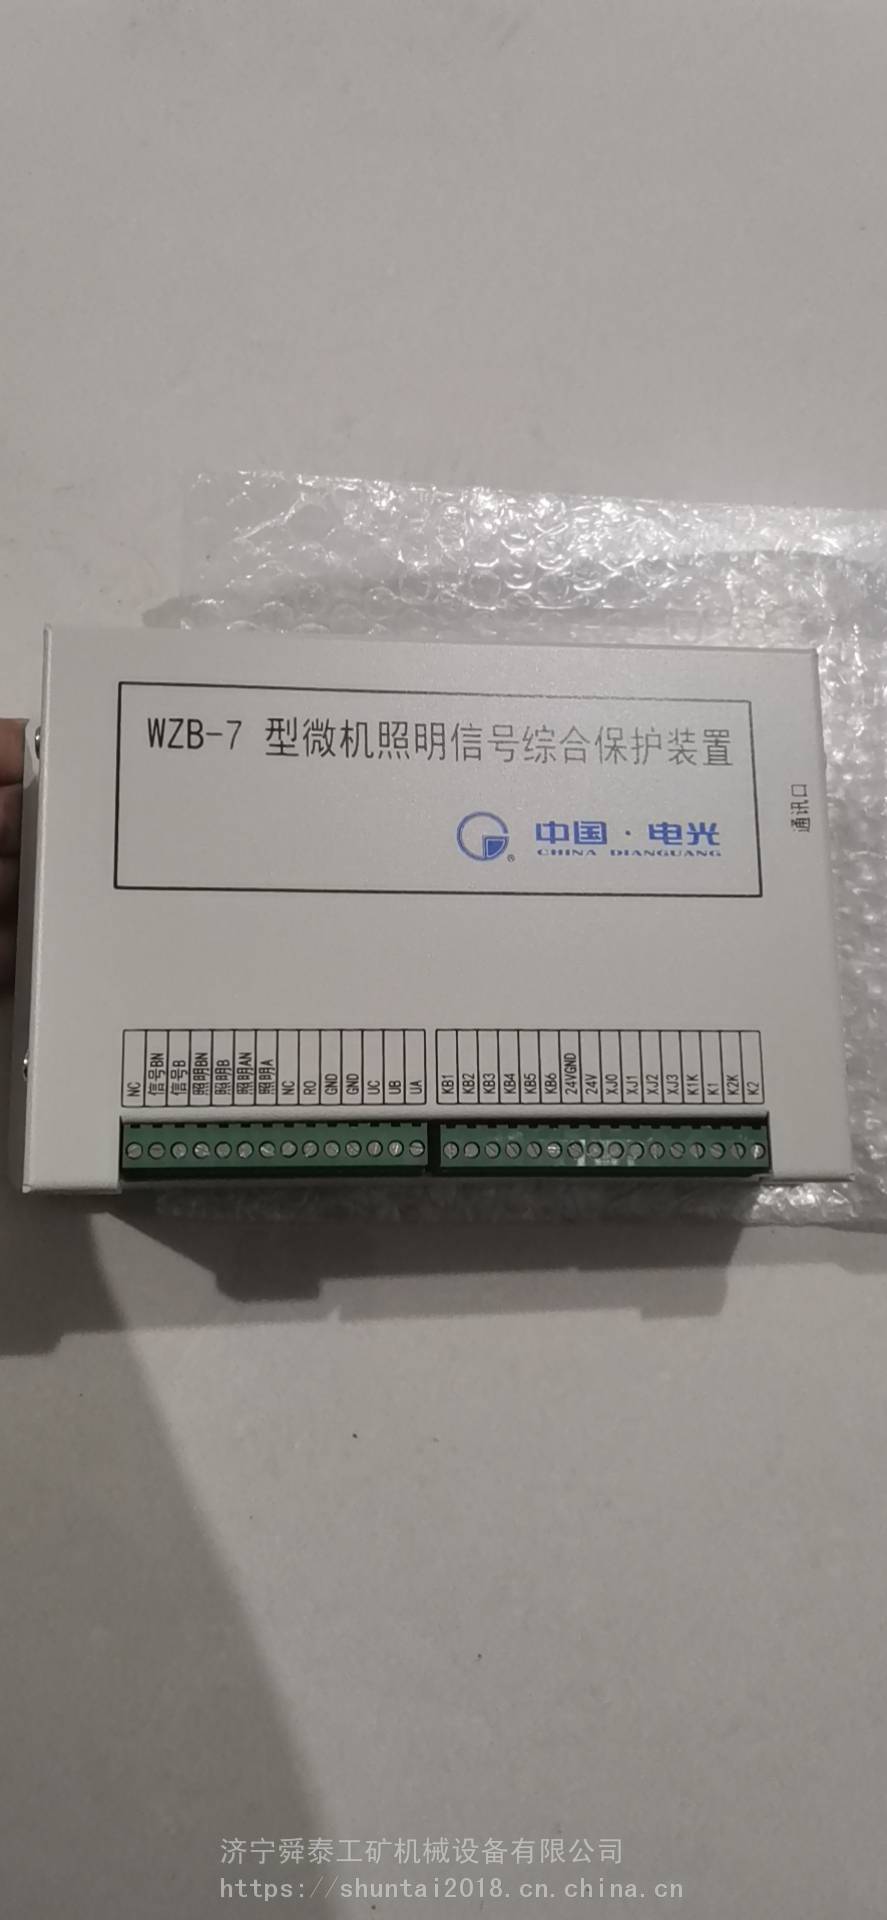 WZB-7 型微机照明信号综合保护装置
中国·电光
CHINA DIANGUANG
®
通讯口
NC
信号BN
信号B
照明BN
照明B
照明AN
照明A
NC
R0
GND
GND
UC
UB
UA
KB1
KB2
KB3
KB4
KB5
KB6
24VGND
24V
XJ0
XJ1
XJ2
XJ3
K1K
K1
K2K
K2
济宁舜泰工矿机械设备有限公司
https://shuntai2018.cn.china.cn